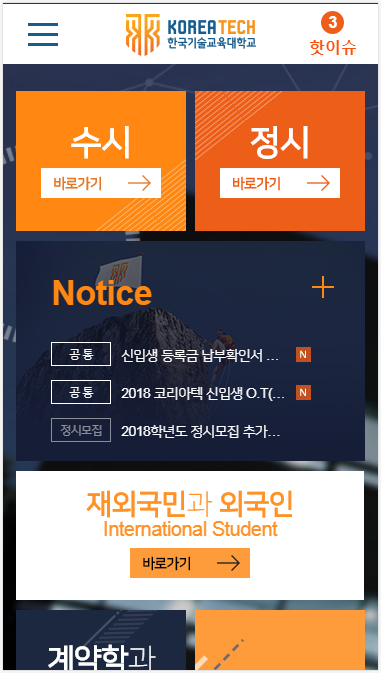 KOREATECH
한국기술교육대학교
3
핫이슈
수시
바로가기
정시
바로가기
Notice
공통 신입생 등록금 납부확인서 ... N
공통 2018 코리아텍 신입생 O.T(... N
정시모집 2018학년도 정시모집 추가...
재외국민과 외국인
International Student
바로가기
계약학과